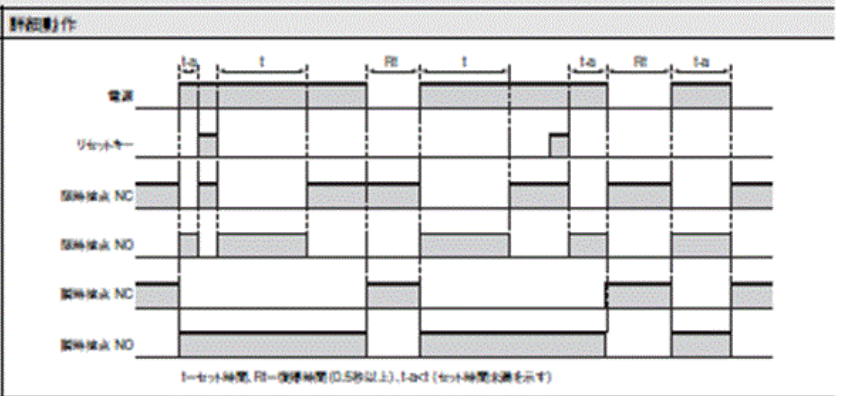 詳細動作
t-a t Rt t t-a Rt t-a
電源
リセットキー
限時接点 NC
限時接点 NO
瞬時接点 NC
瞬時接点 NO
t=セット時間、Rt=復帰時間(0.5秒以上)、t-a<t (セット時間未満を示す)